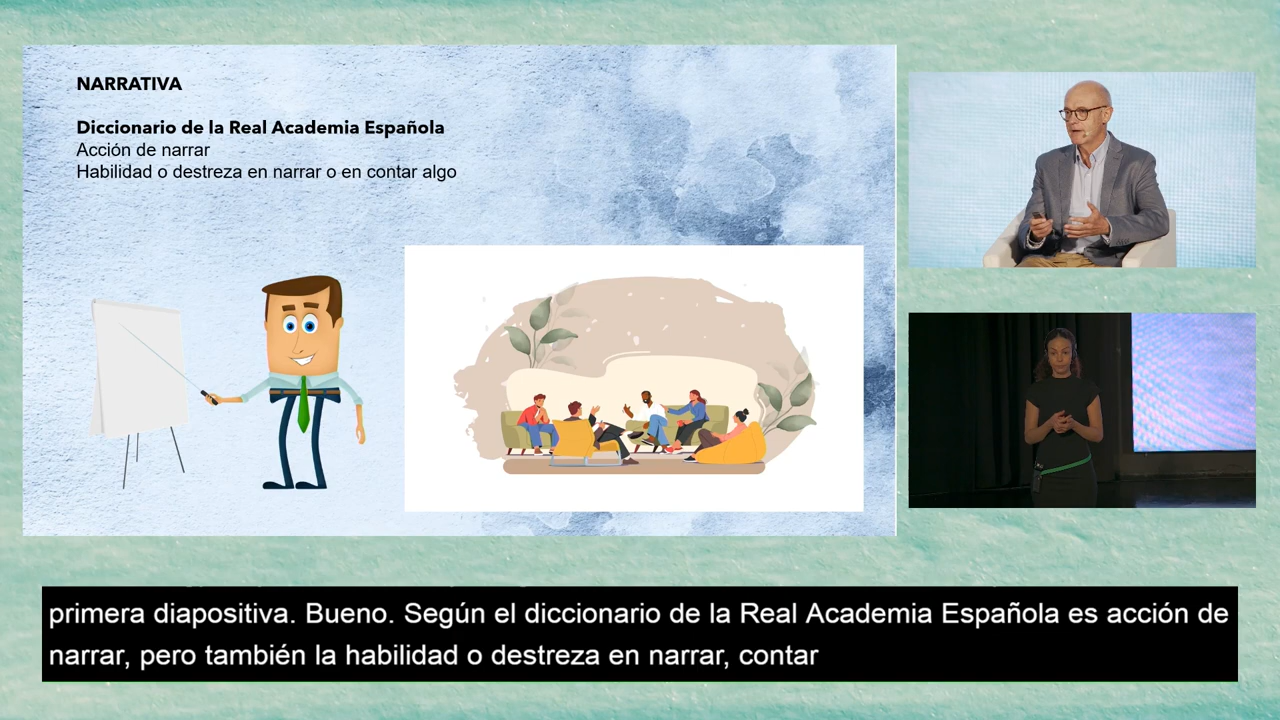 NARRATIVA
Diccionario de la Real Academia Española
Acción de narrar
Habilidad o destreza en narrar o en contar algo
primera diapositiva. Bueno. Según el diccionario de la Real Academia Española es acción de
narrar, pero también la habilidad o destreza en narrar, contar